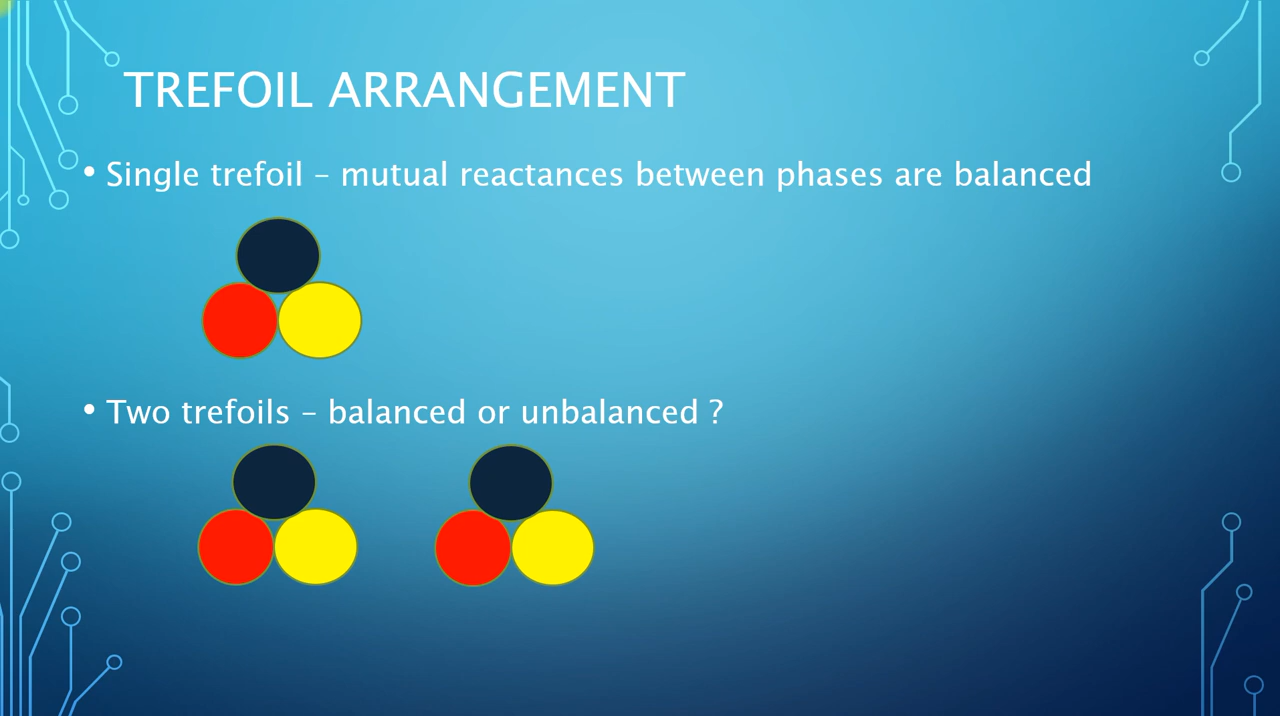 TREFOIL ARRANGEMENT
• Single trefoil – mutual reactances between phases are balanced
• Two trefoils – balanced or unbalanced ?